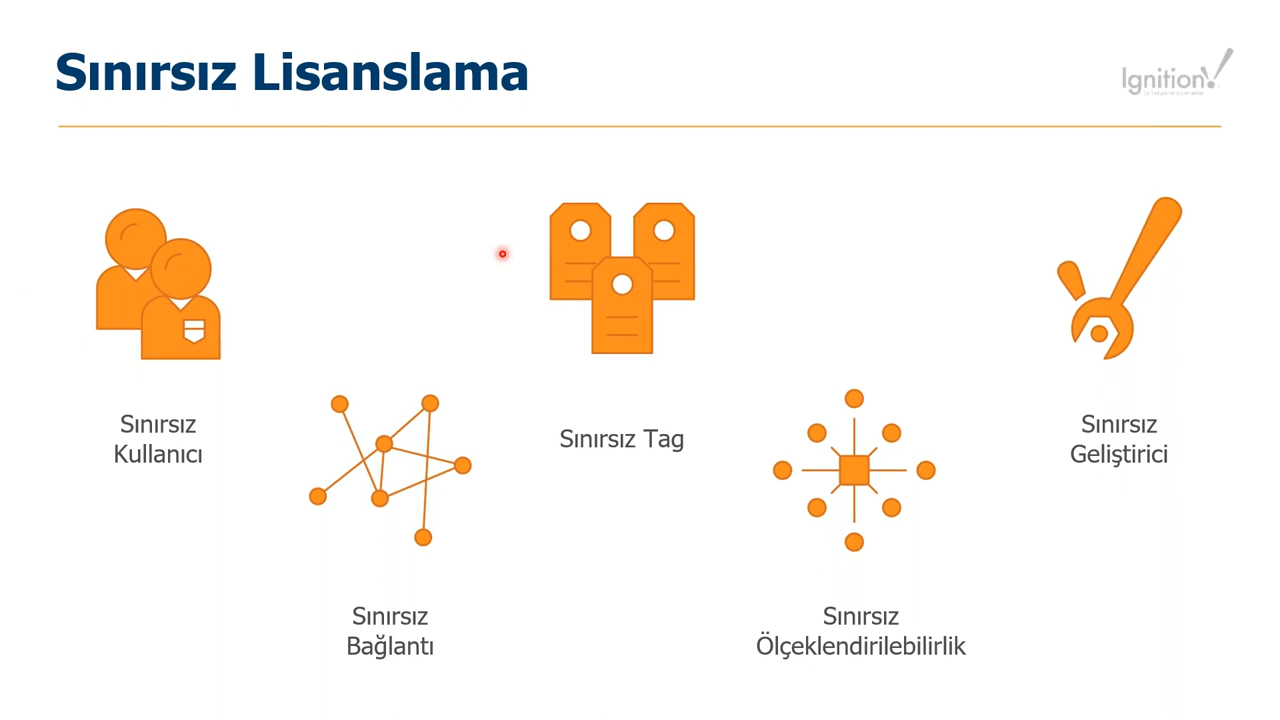 Sınırsız Lisanslama
Ignition!
Sınırsız
Kullanıcı
Sınırsız
Bağlantı
Sınırsız Tag
Sınırsız
Ölçeklendirilebilirlik
Sınırsız
Geliştirici